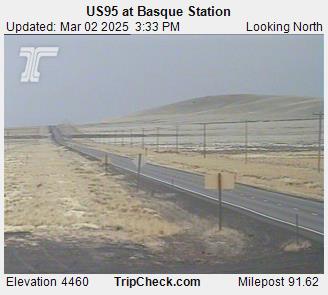 US95 at Basque Station
Updated: Mar 02 2025 3:33 PM Looking North
Elevation 4460 TripCheck.com Milepost 91.62